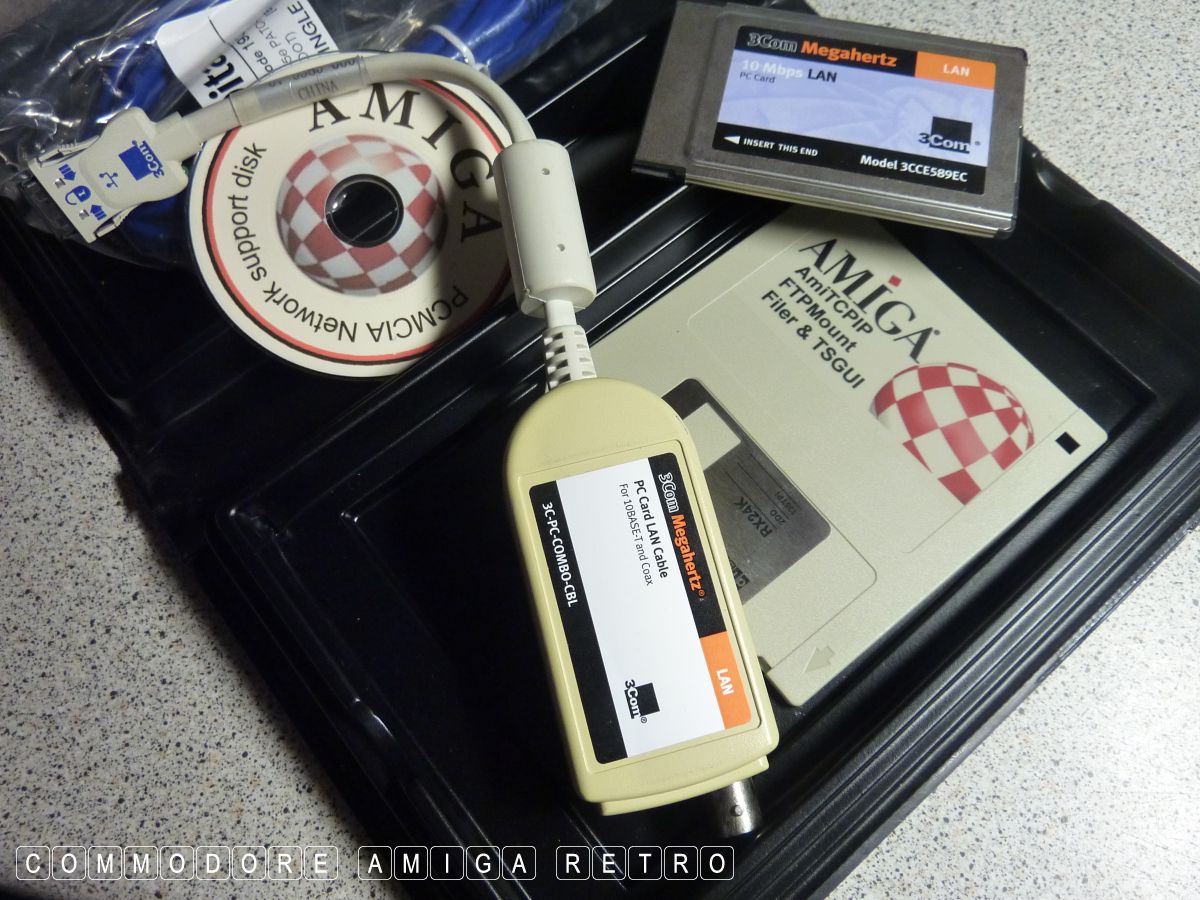 3Com Megahertz
LAN
10 Mbps LAN
PC Card
INSERT THIS END
3Com
Model 3CCE589EC
CHINA
3Com
AMIGA
PCMCIA Network support disk
AMIGA
AmiTCPIP
FTPMount
Filer & TSGUI
RX24K
3Com Megahertz®
LAN
PC Card LAN Cable
For 10BASE-T and Coax
3Com®
3C-PC-COMBO-CBL
COMMODORE AMIGA RETRO